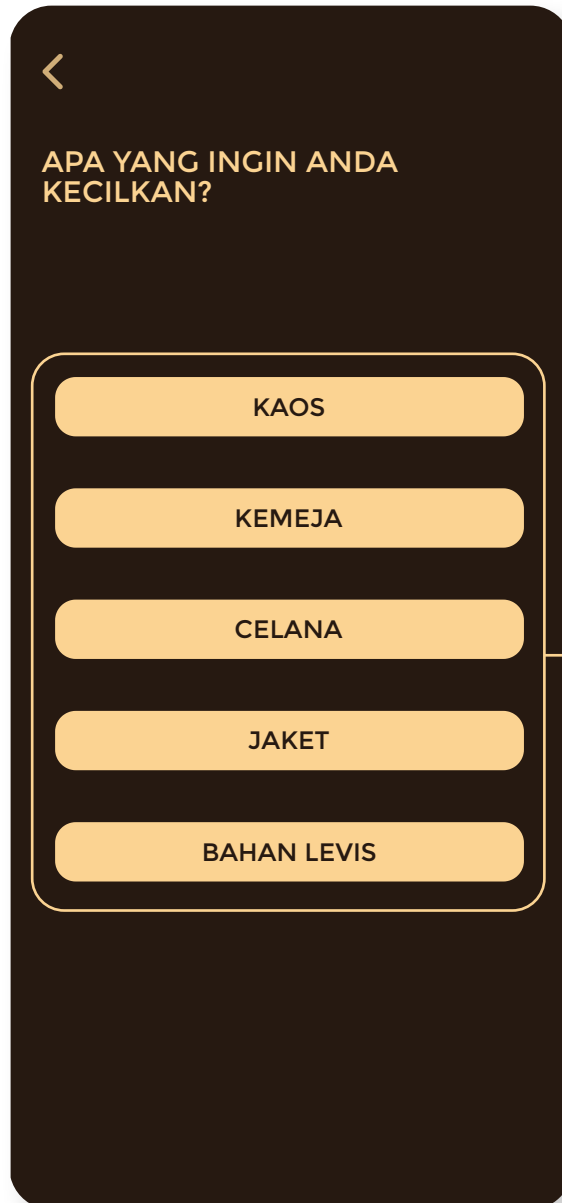 APA YANG INGIN ANDA
KECILKAN?
KAOS
KEMEJA
CELANA
JAKET
BAHAN LEVIS